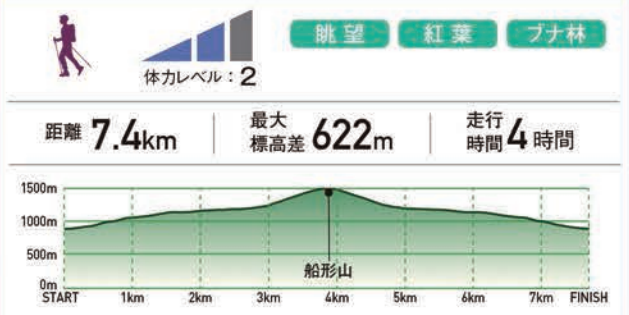 眺望 紅葉 ブナ林
体力レベル：2
距離 7.4km 最大標高差 622m 走行時間 4時間
1500m
1000m
500m
0m
船形山
START 1km 2km 3km 4km 5km 6km 7km FINISH